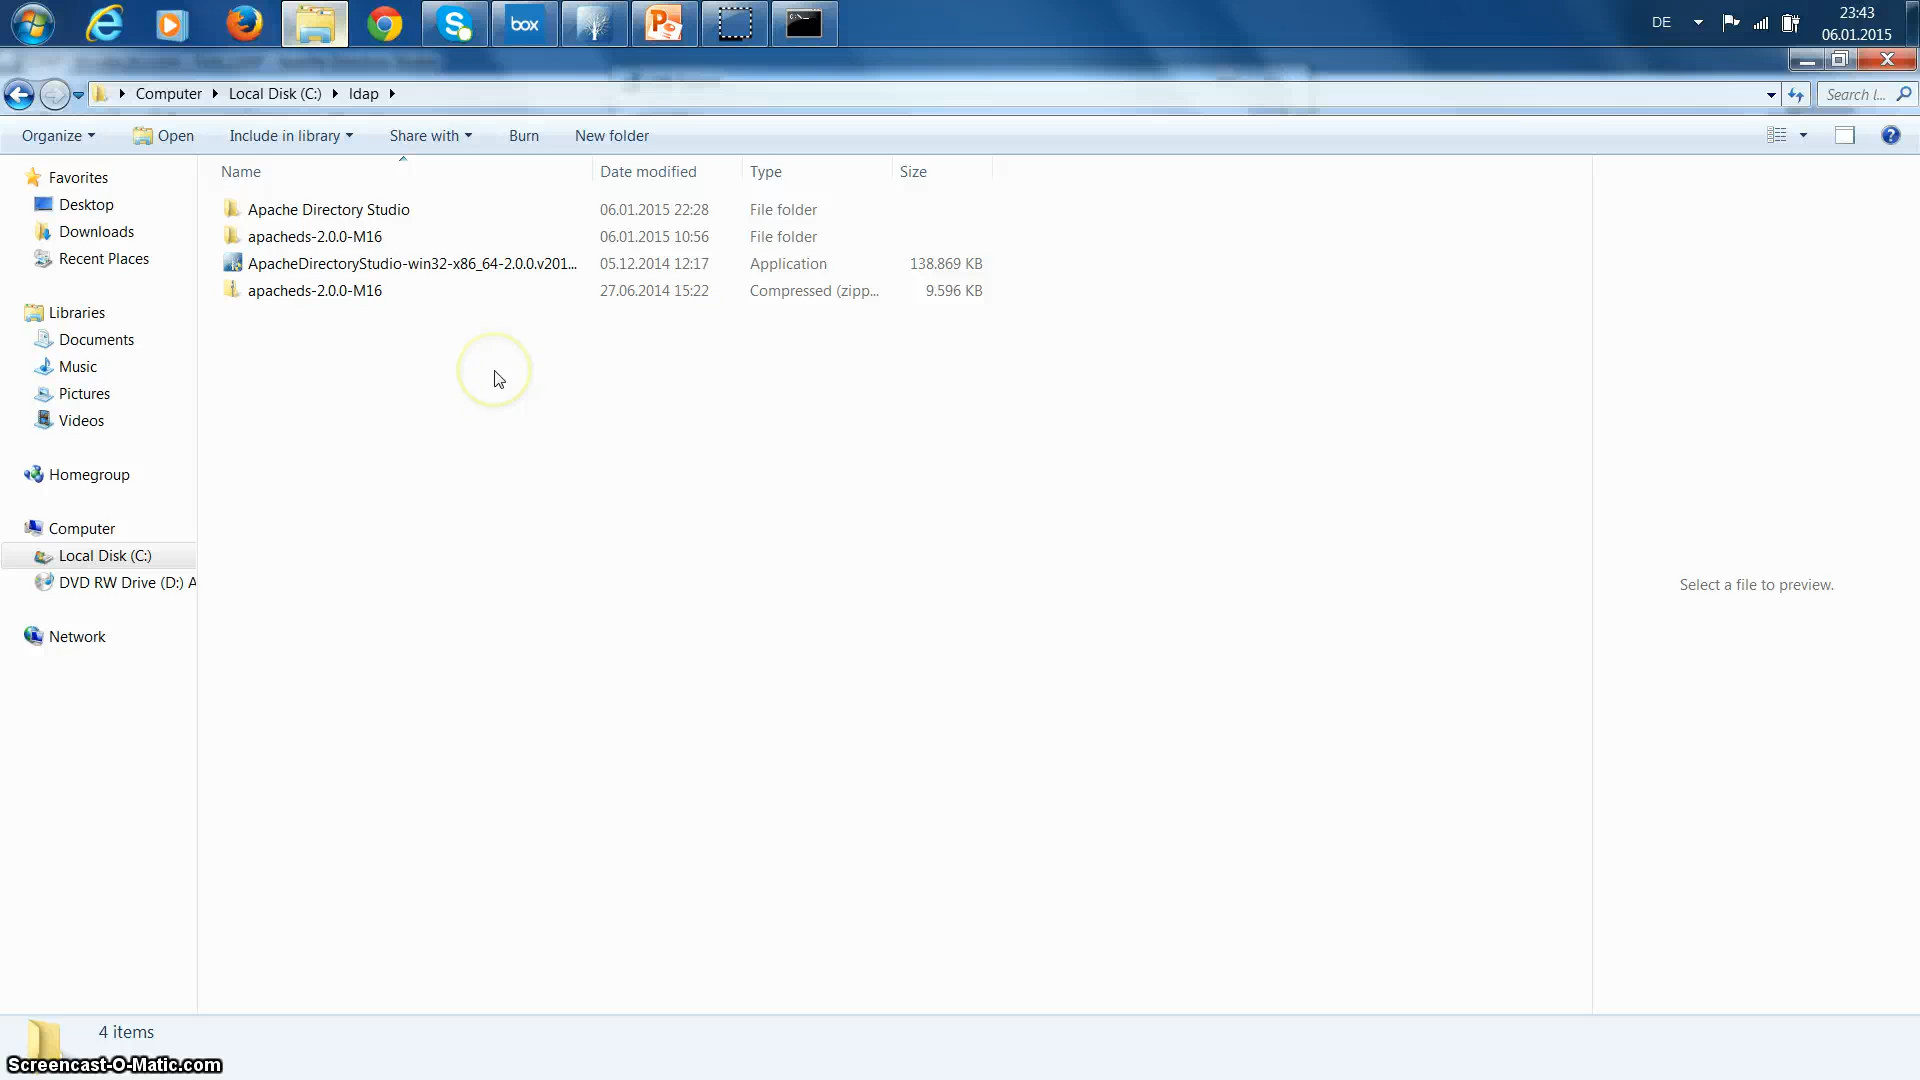 box
P
C:\_
DE
23:43
06.01.2015
Computer
Local Disk (C:)
ldap
Search l...
Organize
Open
Include in library
Share with
Burn
New folder
Name
Date modified
Type
Size
Favorites
Desktop
Downloads
Recent Places
Libraries
Documents
Music
Pictures
Videos
Homegroup
Computer
Local Disk (C:)
DVD RW Drive (D:) A
Network
Apache Directory Studio 06.01.2015 22:28 File folder
apacheds-2.0.0-M16 06.01.2015 10:56 File folder
ApacheDirectoryStudio-win32-x86_64-2.0.0.v201... 05.12.2014 12:17 Application 138.869 KB
apacheds-2.0.0-M16 27.06.2014 15:22 Compressed (zipp... 9.596 KB
Select a file to preview.
4 items
Screencast-O-Matic.com